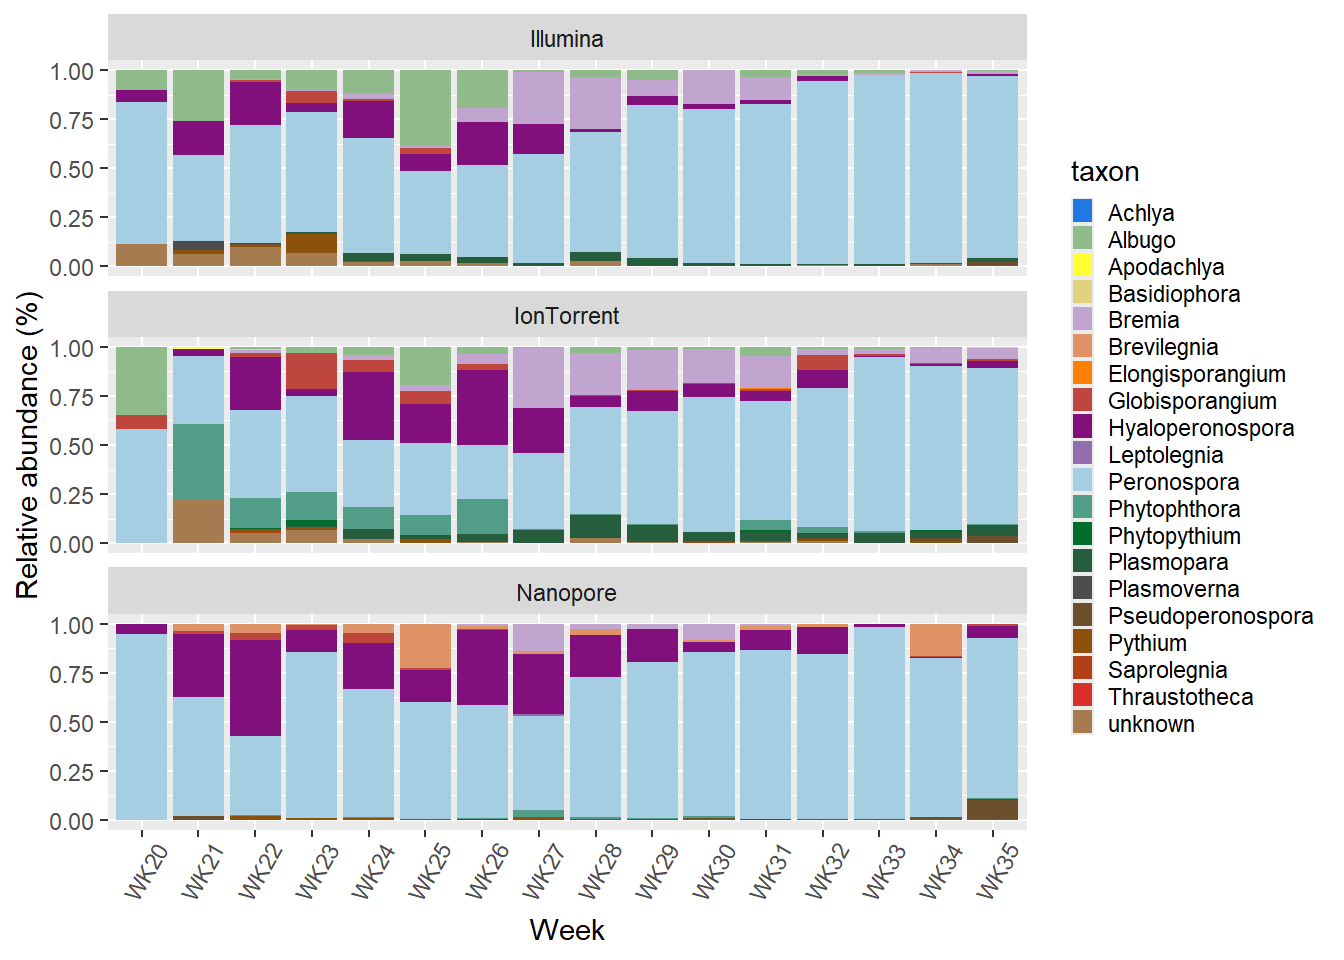 Illumina
1.00
0.75
0.50
0.25
0.00
IonTorrent
1.00
0.75
0.50
0.25
0.00
Nanopore
1.00
0.75
0.50
0.25
0.00
Relative abundance (%)
WK20 WK21 WK22 WK23 WK24 WK25 WK26 WK27 WK28 WK29 WK30 WK31 WK32 WK33 WK34 WK35
Week
taxon
Achlya
Albugo
Apodachlya
Basidiophora
Bremia
Brevilegnia
Elongisporangium
Globisporangium
Hyaloperonospora
Leptolegnia
Peronospora
Phytophthora
Phytopythium
Plasmopara
Plasmoverna
Pseudoperonospora
Pythium
Saprolegnia
Thraustotheca
unknown